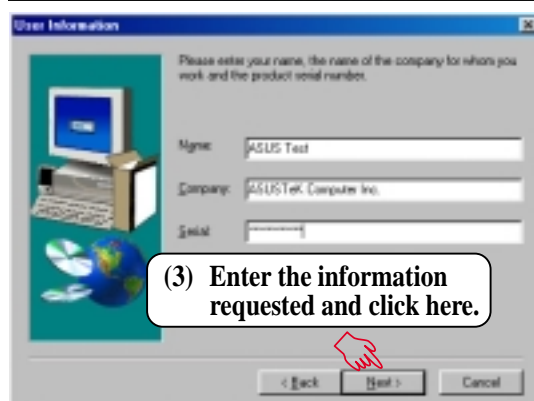 User Information
Please enter your name, the name of the company for whom you
work and the product serial number.
Name: ASUS Test
Company: ASUSTeK Computer Inc.
Serial:
(3) Enter the information
requested and click here.
< Back Next > Cancel